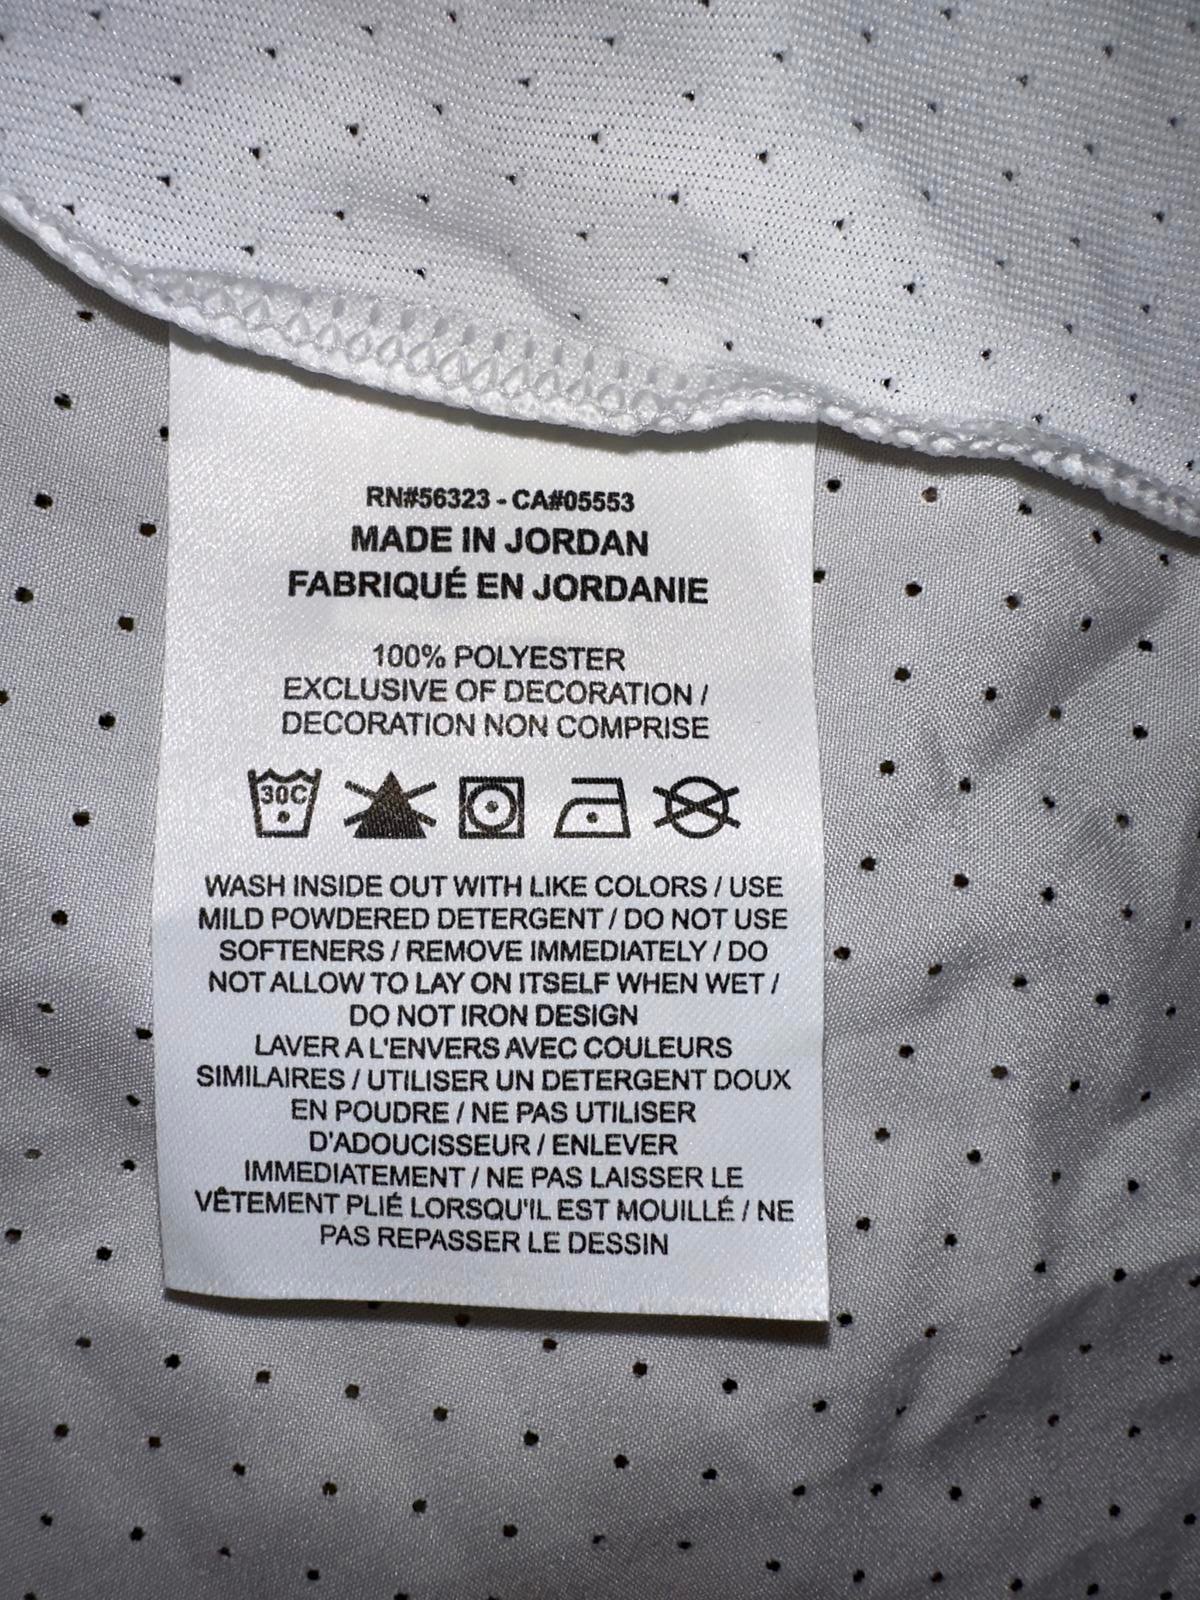 RN#56323 - CA#05553
MADE IN JORDAN
FABRIQUÉ EN JORDANIE
100% POLYESTER
EXCLUSIVE OF DECORATION /
DECORATION NON COMPRISE
30C
WASH INSIDE OUT WITH LIKE COLORS / USE
MILD POWDERED DETERGENT / DO NOT USE
SOFTENERS / REMOVE IMMEDIATELY / DO
NOT ALLOW TO LAY ON ITSELF WHEN WET /
DO NOT IRON DESIGN
LAVER A L'ENVERS AVEC COULEURS
SIMILAIRES / UTILISER UN DETERGENT DOUX
EN POUDRE / NE PAS UTILISER
D'ADOUCISSEUR / ENLEVER
IMMEDIATEMENT / NE PAS LAISSER LE
VÊTEMENT PLIÉ LORSQU'IL EST MOUILLÉ / NE
PAS REPASSER LE DESSIN